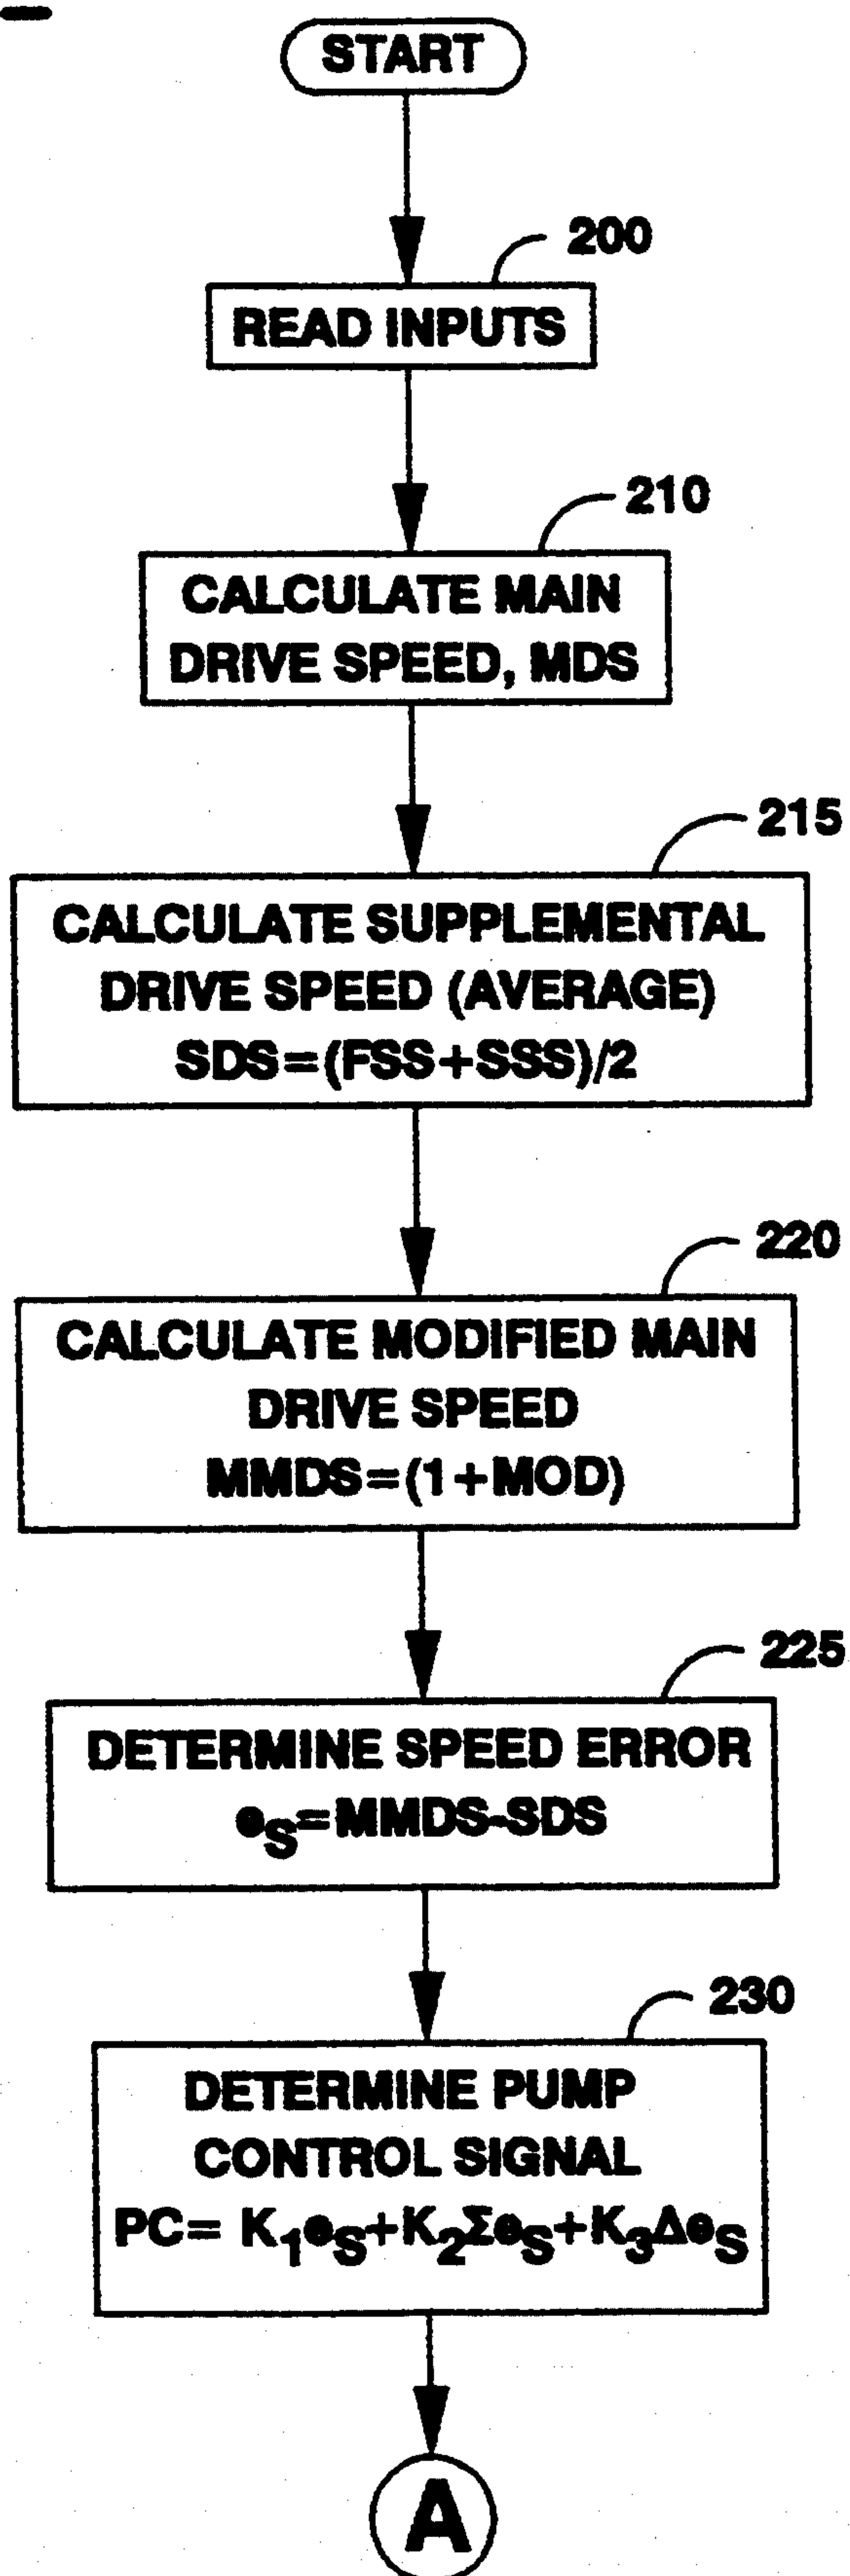 START
200
READ INPUTS
210
CALCULATE MAIN
DRIVE SPEED, MDS
215
CALCULATE SUPPLEMENTAL
DRIVE SPEED (AVERAGE)
SDS=(FSS+SSS)/2
220
CALCULATE MODIFIED MAIN
DRIVE SPEED
MMDS=(1+MOD)
225
DETERMINE SPEED ERROR
eS=MMDS-SDS
230
DETERMINE PUMP
CONTROL SIGNAL
PC= K1eS+K2ΣeS+K3ΔeS
A